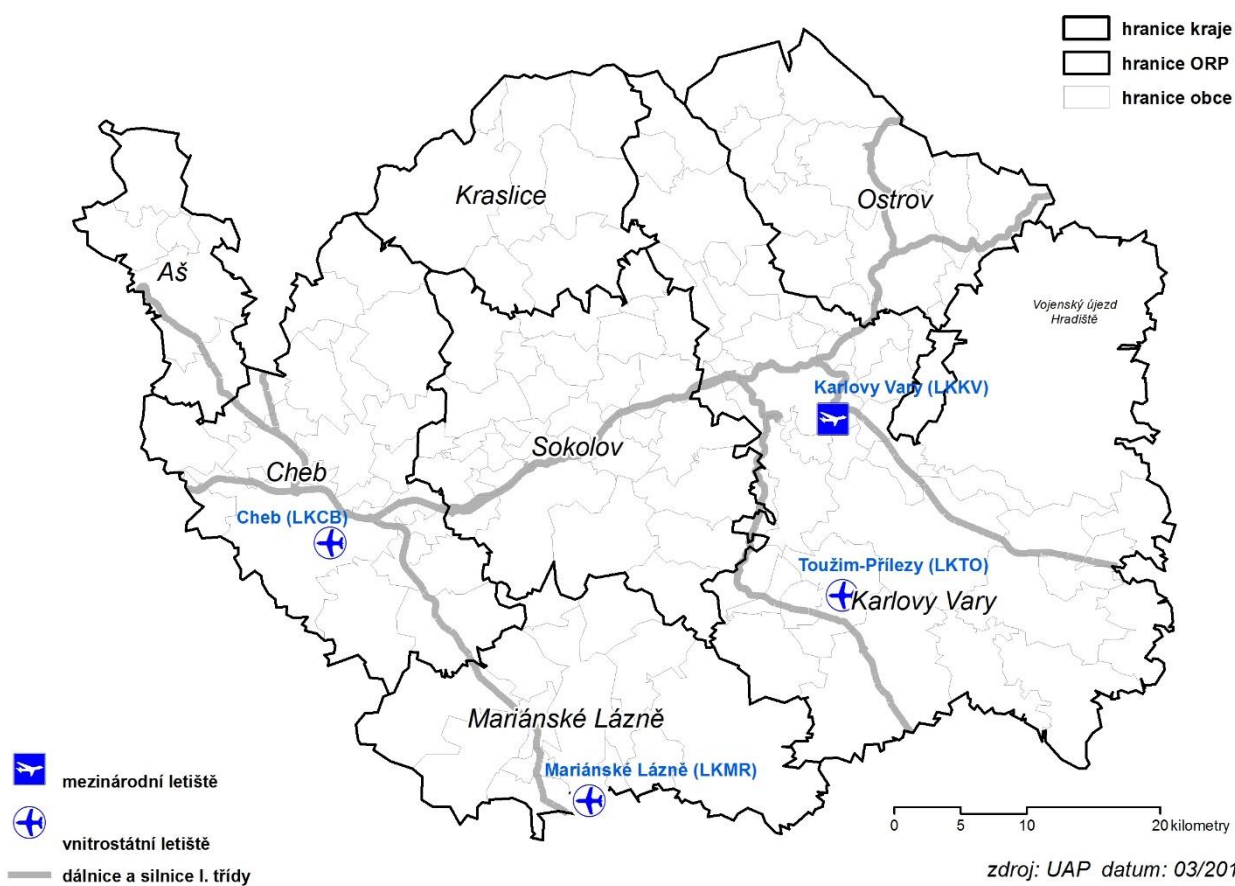 hranice kraje
hranice ORP
hranice obce
Kraslice
Ostrov
Aš
Vojenský újezd
Hradiště
Karlovy Vary (LKKV)
Sokolov
Cheb
Cheb (LKCB)
Toužim-Přílezy (LKTO)
Karlovy Vary
Mariánské Lázně
Mariánské Lázně (LKMR)
mezinárodní letiště
vnitrostátní letiště
dálnice a silnice I. třídy
0 5 10 20 kilometry
zdroj: UAP datum: 03/201